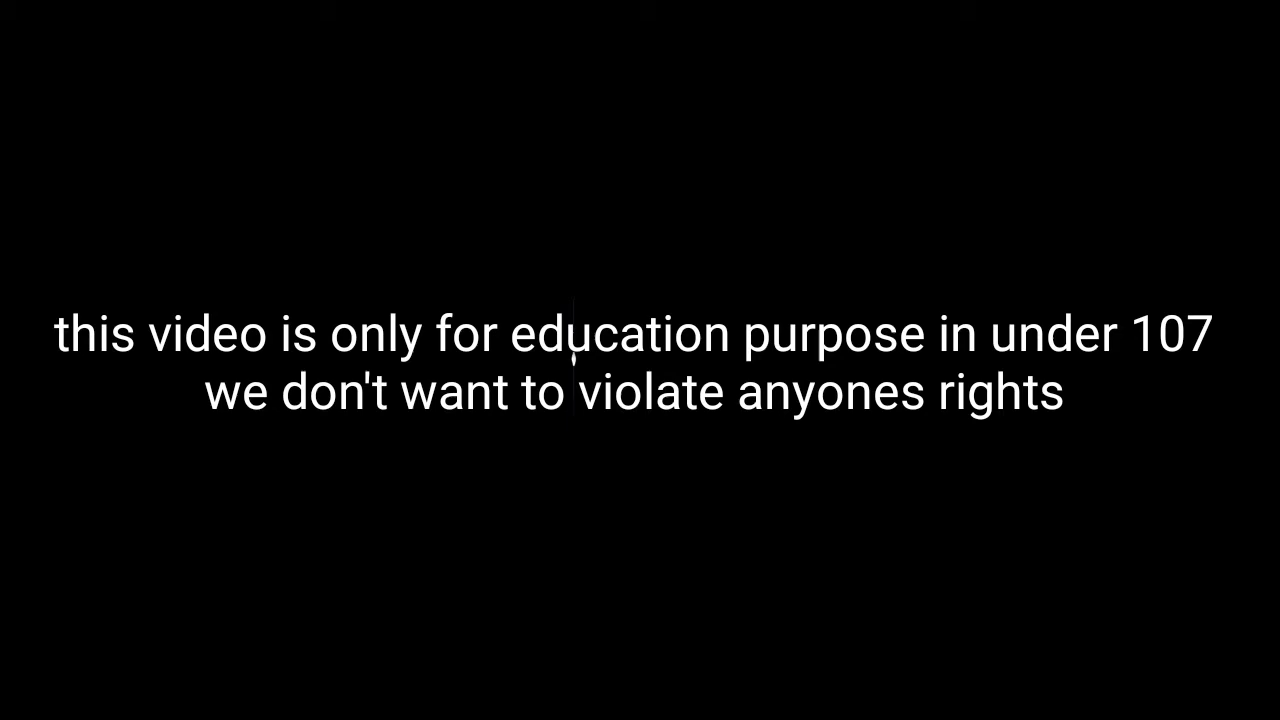 this video is only for education purpose in under 107
we don't want to violate anyones rights